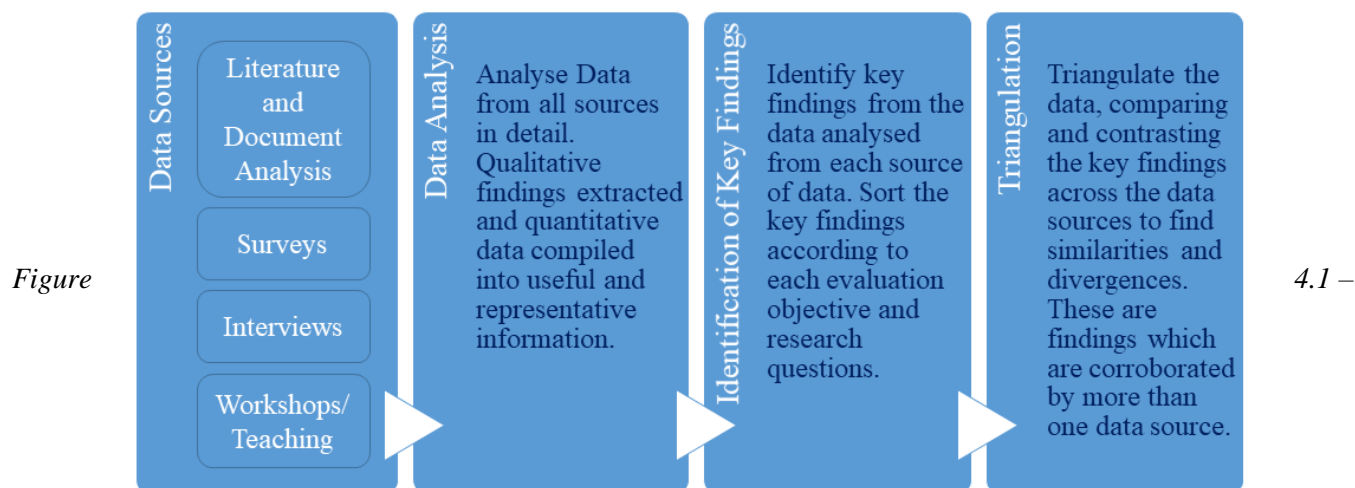 Data Sources
Literature
and
Document
Analysis
Surveys
Interviews
Workshops/
Teaching
Data Analysis
Analyse Data
from all sources
in detail.
Qualitative
findings extracted
and quantitative
data compiled
into useful and
representative
information.
Identification of Key Findings
Identify key
findings from the
data analysed
from each source
of data. Sort the
key findings
according to
each evaluation
objective and
research
questions.
Triangulation
Triangulate the
data, comparing
and contrasting
the key findings
across the data
sources to find
similarities and
divergences.
These are
findings which
are corroborated
by more than
one data source.
Figure 4.1 –